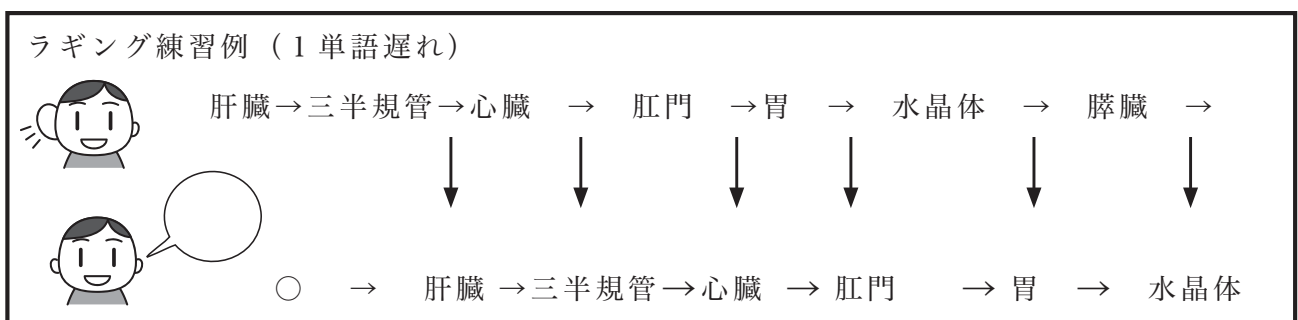 ラギング練習例（１単語遅れ）
肝臓→三半規管→心臓　→　肛門　→胃　→　水晶体　→　膵臓　→
○　→　肝臓　→三半規管→心臓　→ 肛門　→ 胃　→　水晶体